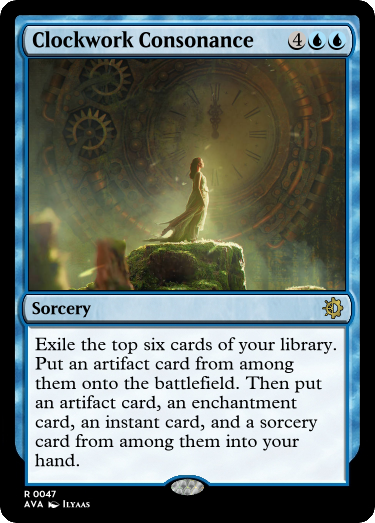 Clockwork Consonance 4
Sorcery
Exile the top six cards of your library.
Put an artifact card from among
them onto the battlefield. Then put
an artifact card, an enchantment
card, an instant card, and a sorcery
card from among them into your
hand.
R 0047
AVA ILYAAS